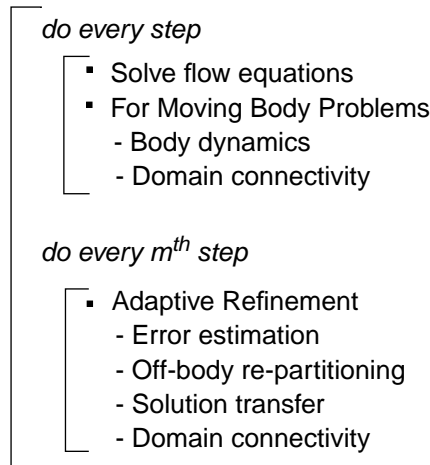 do every step
▪ Solve flow equations
▪ For Moving Body Problems
- Body dynamics
- Domain connectivity
do every mth step
▪ Adaptive Refinement
- Error estimation
- Off-body re-partitioning
- Solution transfer
- Domain connectivity